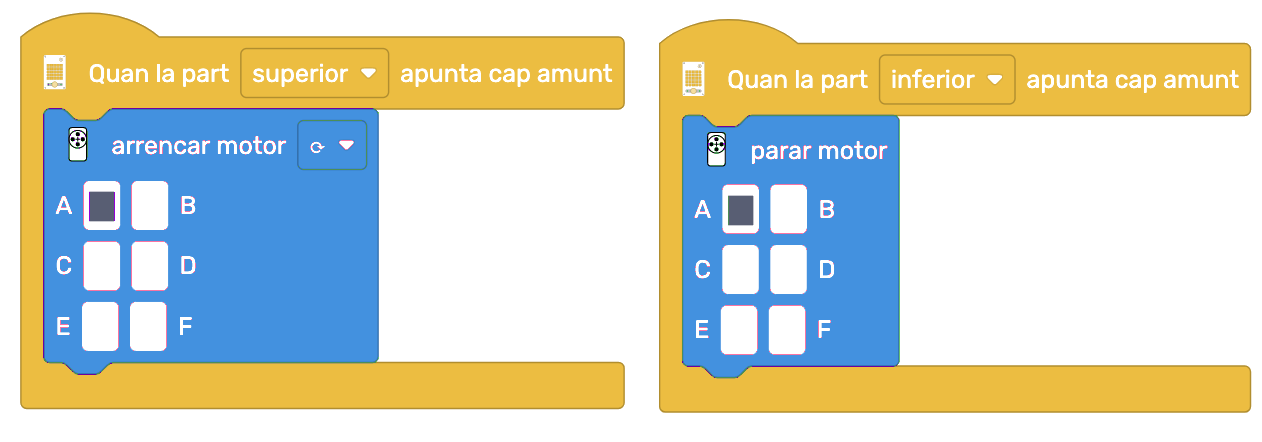 Quan la part superior apunta cap amunt
arrencar motor
A B
C D
E F
Quan la part inferior apunta cap amunt
parar motor
A B
C D
E F